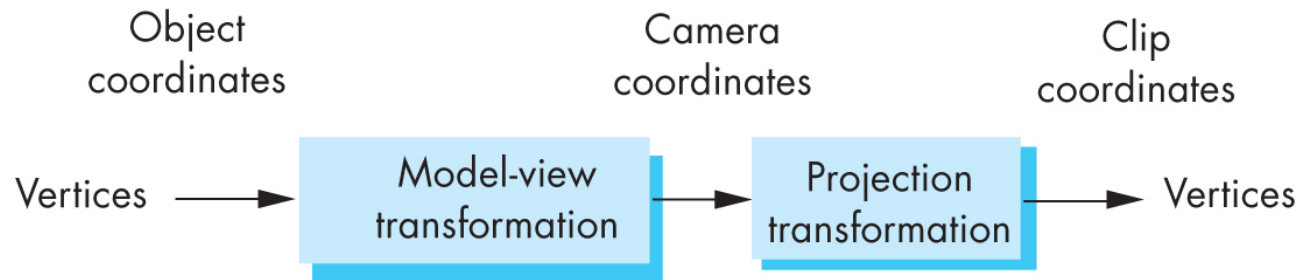 Object
coordinates
Camera
coordinates
Clip
coordinates
Vertices
Model-view
transformation
Projection
transformation
Vertices